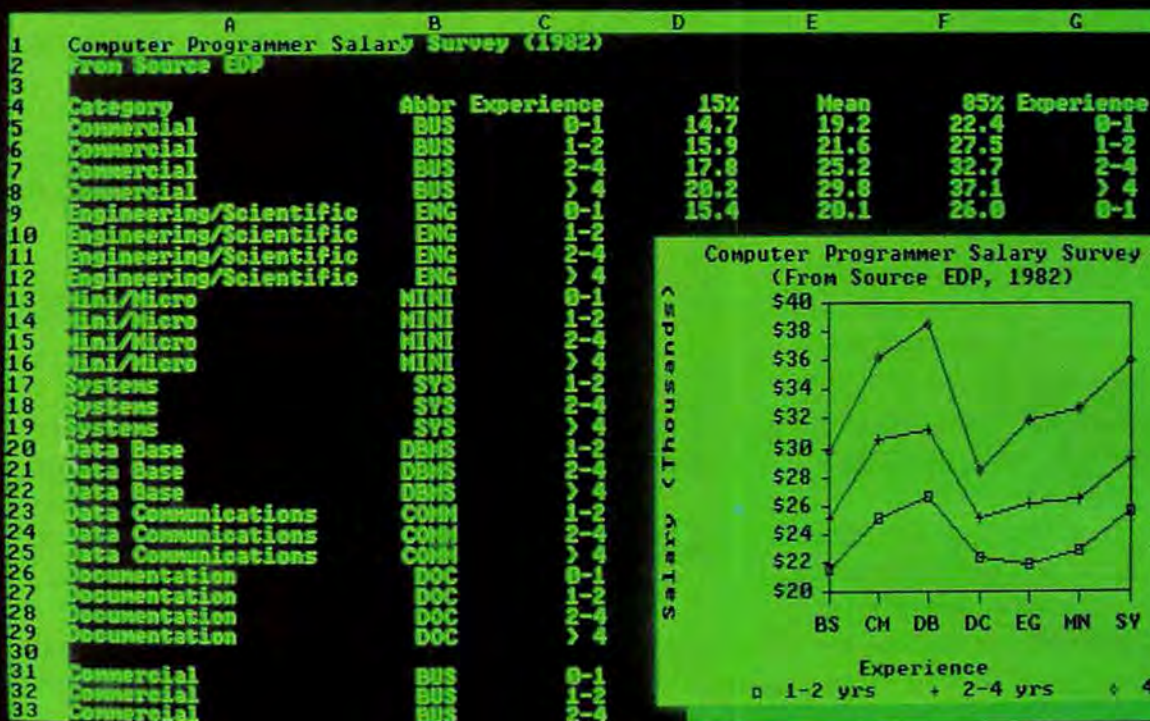 A B C D E F G
1 Computer Programmer Salary Survey (1982)
2 From Source EDP
3
4 Category Abbr Experience 15% Mean 85% Experience
5 Commercial BUS 0-1 14.7 19.2 22.4 0-1
6 Commercial BUS 1-2 15.9 21.6 27.5 1-2
7 Commercial BUS 2-4 17.8 25.2 32.7 2-4
8 Commercial BUS > 4 20.2 29.8 37.1 > 4
9 Engineering/Scientific ENG 0-1 15.4 20.1 26.0 0-1
10 Engineering/Scientific ENG 1-2
11 Engineering/Scientific ENG 2-4
12 Engineering/Scientific ENG > 4
13 Mini/Micro MINI 0-1
14 Mini/Micro MINI 1-2
15 Mini/Micro MINI 2-4
16 Mini/Micro MINI > 4
17 Systems SYS 1-2
18 Systems SYS 2-4
19 Systems SYS > 4
20 Data Base DBMS 1-2
21 Data Base DBMS 2-4
22 Data Base DBMS > 4
23 Data Communications COMM 1-2
24 Data Communications COMM 2-4
25 Data Communications COMM > 4
26 Documentation DOC 0-1
27 Documentation DOC 1-2
28 Documentation DOC 2-4
29 Documentation DOC > 4
30
31 Commercial BUS 0-1
32 Commercial BUS 1-2
33 Commercial BUS 2-4
Computer Programmer Salary Survey
(From Source EDP, 1982)
Salary (Thousands)
$40
$38
$36
$34
$32
$30
$28
$26
$24
$22
$20
BS CM DB DC EG MN SY
Experience
1-2 yrs + 2-4 yrs 4